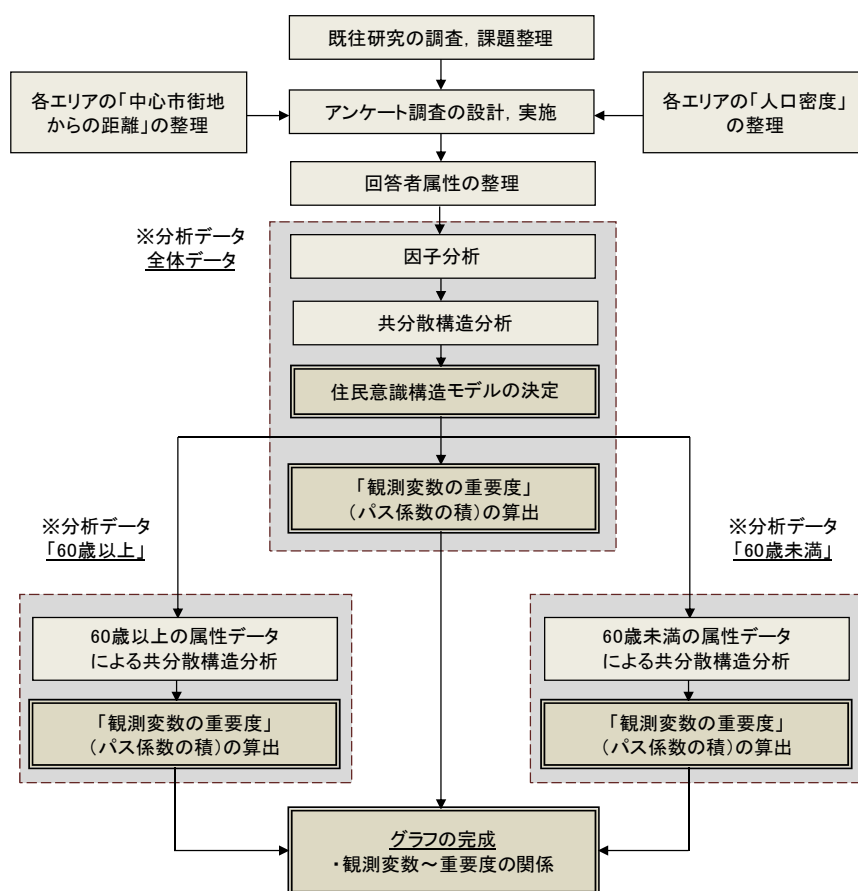 既往研究の調査，課題整理
各エリアの「中心市街地
からの距離」の整理
アンケート調査の設計，実施
各エリアの「人口密度」
の整理
回答者属性の整理
※分析データ
全体データ
因子分析
共分散構造分析
住民意識構造モデルの決定
「観測変数の重要度」
（パス係数の積）の算出
※分析データ
「60歳以上」
※分析データ
「60歳未満」
60歳以上の属性データ
による共分散構造分析
「観測変数の重要度」
（パス係数の積）の算出
60歳未満の属性データ
による共分散構造分析
「観測変数の重要度」
（パス係数の積）の算出
グラフの完成
・観測変数～重要度の関係